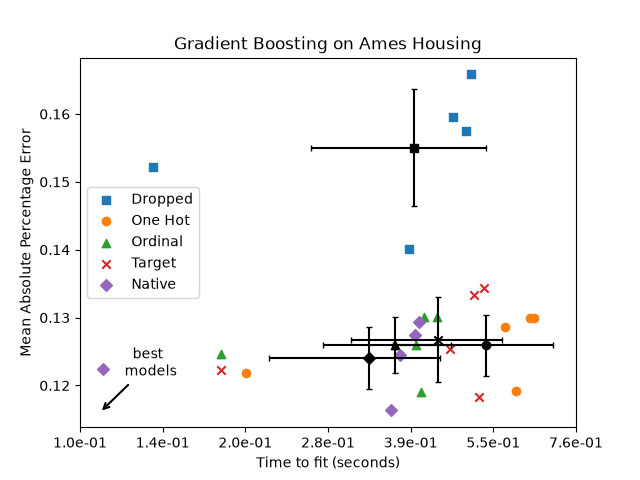 Gradient Boosting on Ames Housing
Mean Absolute Percentage Error
0.16
0.15
0.14
0.13
0.12
Dropped
One Hot
Ordinal
Target
Native
best
models
1.0e-01 1.4e-01 2.0e-01 2.8e-01 3.9e-01 5.5e-01 7.6e-01
Time to fit (seconds)